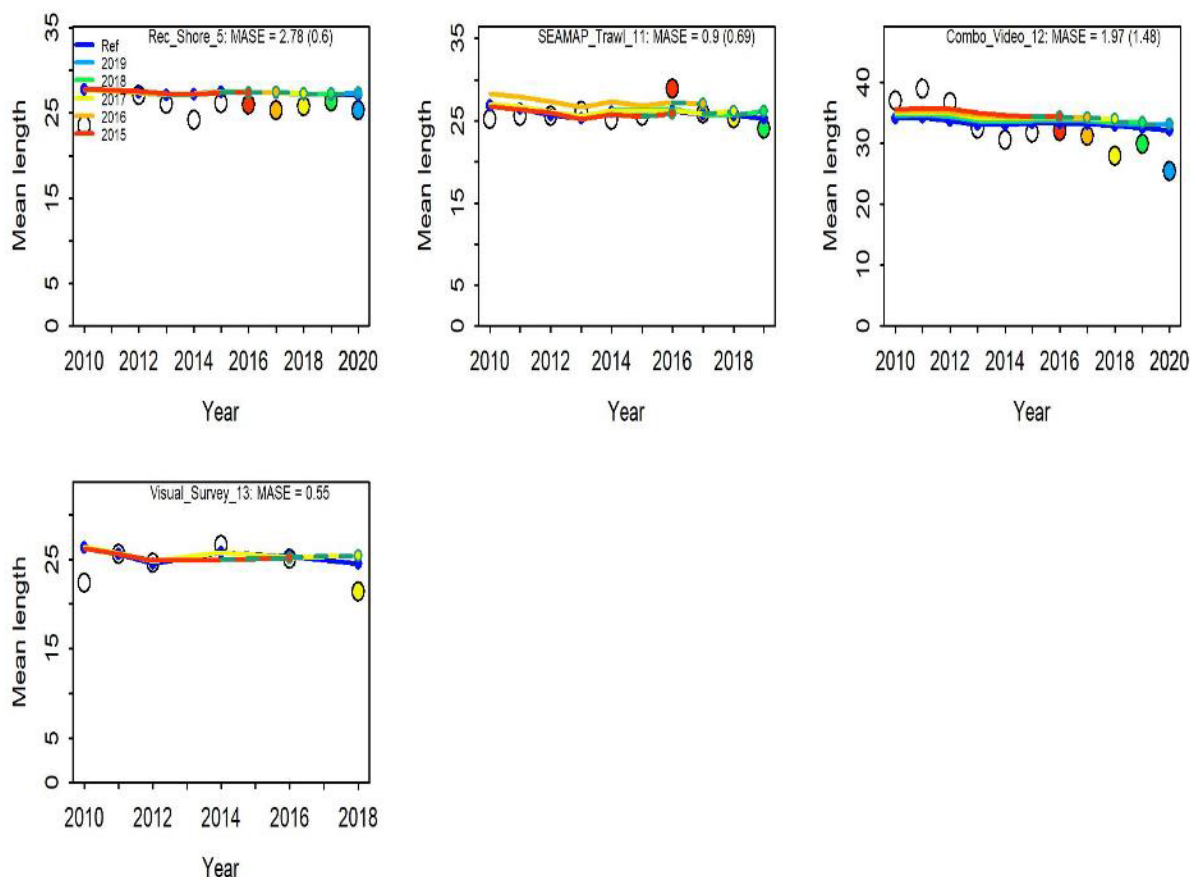 Rec_Shore_5: MASE = 2.78 (0.6)
Ref
2019
2018
2017
2016
2015
Mean length
0 5 15 25 35
2010 2012 2014 2016 2018 2020
Year
SEAMAP_Trawl_11: MASE = 0.9 (0.69)
Mean length
0 5 15 25 35
2010 2012 2014 2016 2018
Year
Combo_Video_12: MASE = 1.97 (1.48)
Mean length
0 10 20 30 40
2010 2012 2014 2016 2018 2020
Year
Visual_Survey_13: MASE = 0.55
Mean length
0 5 15 25
2010 2012 2014 2016 2018
Year